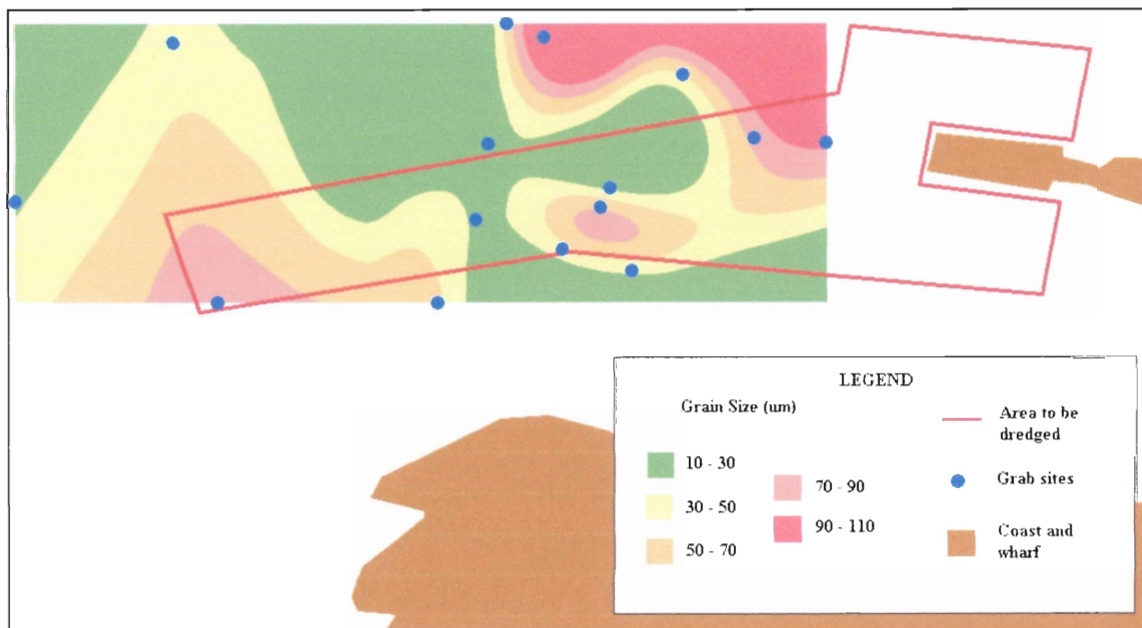 LEGEND
Grain Size (um)
10 - 30
30 - 50
50 - 70
70 - 90
90 - 110
Area to be
dredged
Grab sites
Coast and
wharf